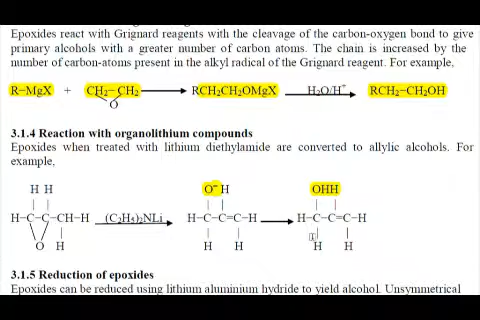 Epoxides react with Grignard reagents with the cleavage of the carbon-oxygen bond to give
primary alcohols with a greater number of carbon atoms. The chain is increased by the
number of carbon-atoms present in the alkyl radical of the Grignard reagent. For example,
R−MgX + CH₂−CH₂ RCH₂CH₂OMgX H₂O/H⁺ RCH₂−CH₂OH
O
3.1.4 Reaction with organolithium compounds
Epoxides when treated with lithium diethylamide are converted to allylic alcohols. For
example,
H H O⁻ H OHH
H−C−C−CH−H (C₂H₅)₂NLi H−C−C=C−H H−C−C=C−H
O H H H H H
3.1.5 Reduction of epoxides
Epoxides can be reduced using lithium aluminium hydride to yield alcohol. Unsymmetrical